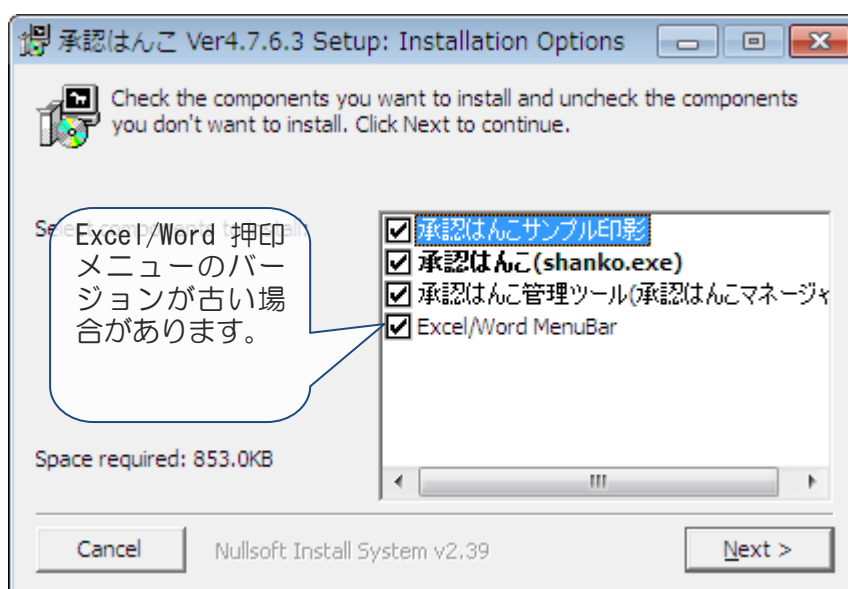 承認はんこ Ver4.7.6.3 Setup: Installation Options
Check the components you want to install and uncheck the components
you don't want to install. Click Next to continue.
Select components to install:
Excel/Word 押印
メニューのバー
ジョンが古い場
合があります。
承認はんこサンプル印影
承認はんこ(shanko.exe)
承認はんこ管理ツール(承認はんこマネージャ
Excel/Word MenuBar
Space required: 853.0KB
Cancel
Nullsoft Install System v2.39
Next >